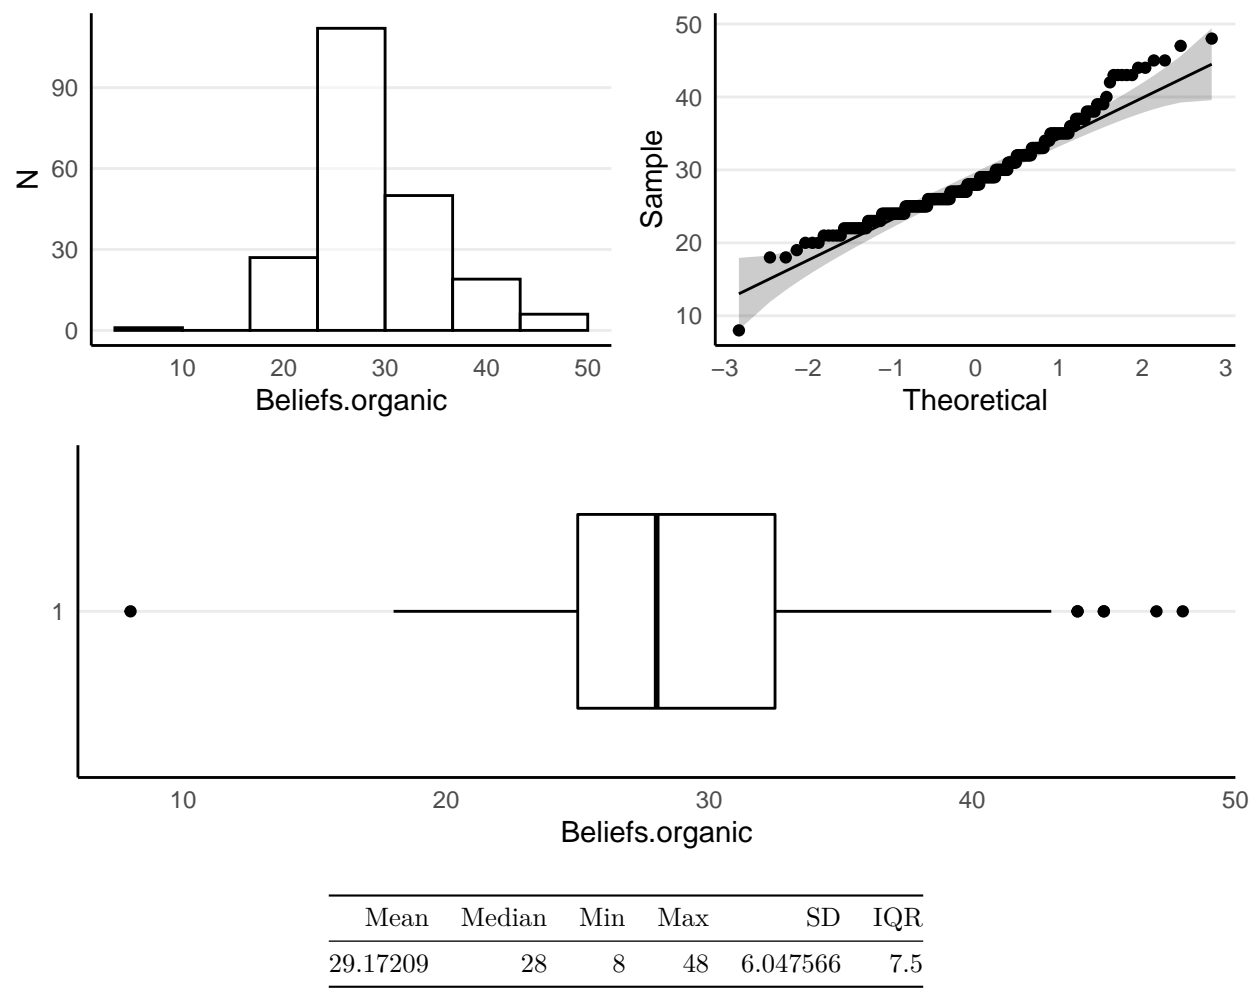 90
60
30
0
N
10 20 30 40 50
Beliefs.organic
50
40
30
20
10
Sample
−3 −2 −1 0 1 2 3
Theoretical
1
10 20 30 40 50
Beliefs.organic
Mean Median Min Max SD IQR
29.17209 28 8 48 6.047566 7.5